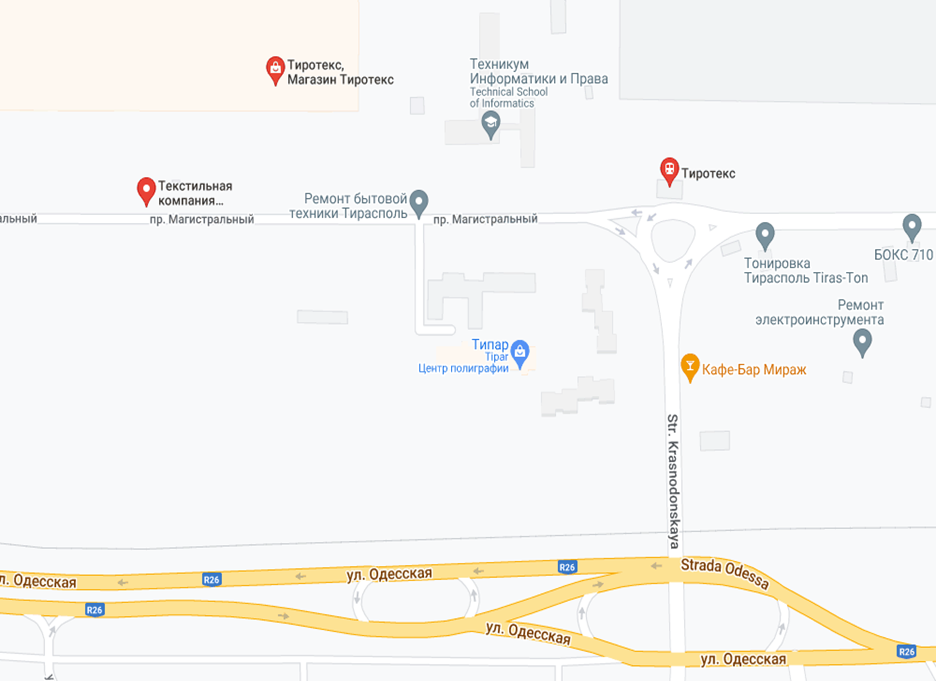 Тиротекс,
Магазин Тиротекс
Техникум
Информатики и Права
Technical School
of Informatics
Тиротекс
Текстильная
компания...
Ремонт бытовой
техники Тирасполь
альный
пр. Магистральный
пр. Магистральный
БОКС 710
Тонировка
Тирасполь Tiras-Ton
Ремонт
электроинструмента
Типар
Tipar
Центр полиграфии
Кафе-Бар Мираж
Str. Krasnodonskaya
л. Одесская
R26
ул. Одесская
R26
Strada Odessa
R26
ул. Одесская
ул. Одесская
R26